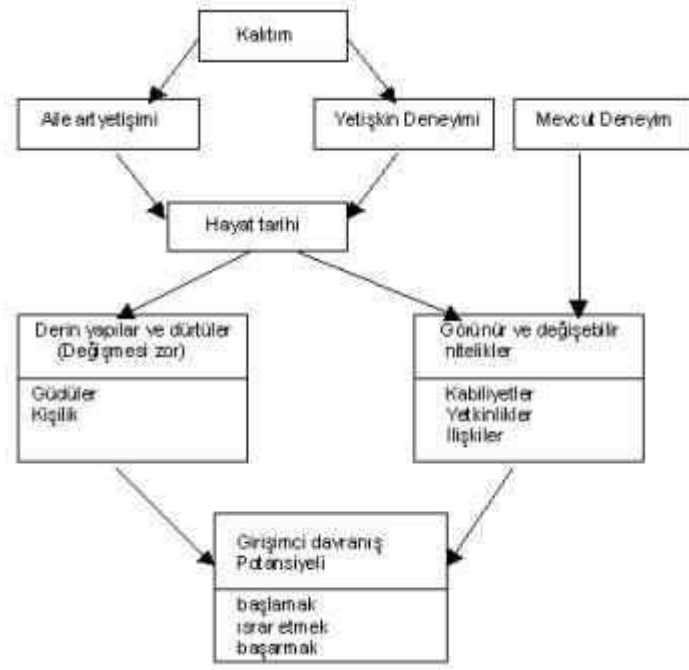 Kalıtım
Aile artyetişimi
Yetişkin Deneyimi
Mevcut Deneyim
Hayat tarihi
Derin yapılar ve dürtüler
(Değişmesi zor)
Güdüler
Kişilik
Görünür ve değişebilir
nitelikler
Kabiliyetler
Yetkinlikler
İlişkiler
Girişimci davranış
Potansiyeli
başlamak
ısrar etmek
başarmak